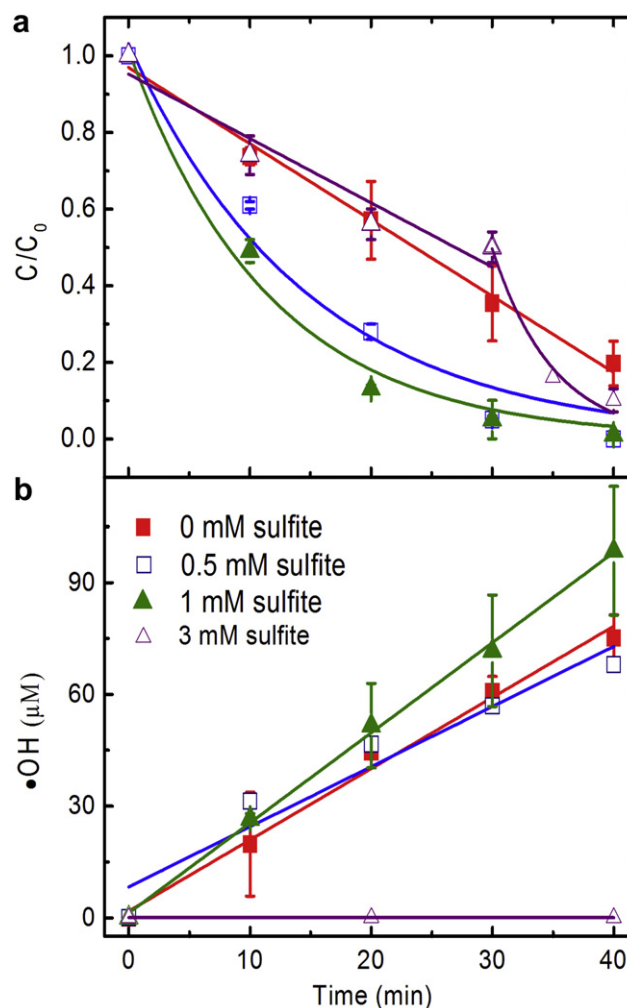 a
1.0
0.8
0.6
0.4
0.2
0.0
C/C₀
b
0 mM sulfite
0.5 mM sulfite
1 mM sulfite
3 mM sulfite
90
60
30
0
•OH (μM)
0 10 20 30 40
Time (min)